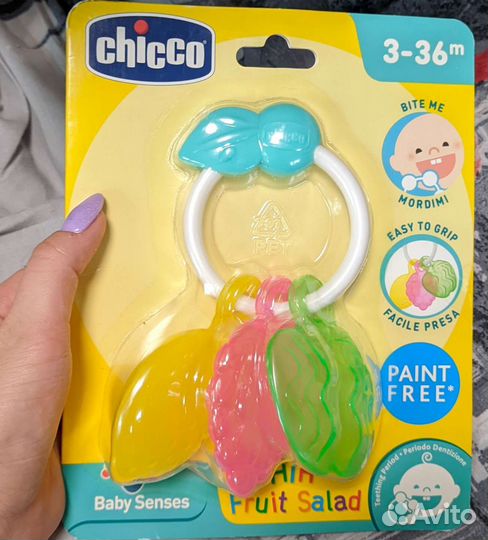 chicco
3-36m
BITE ME
MORDIMI
CHICCO
EASY TO GRIP
FACILE PRESA
PET
PAINT
FREE*
Baby Senses
Fruit Salad
Teething Period • Periodo Dentizione
Avito